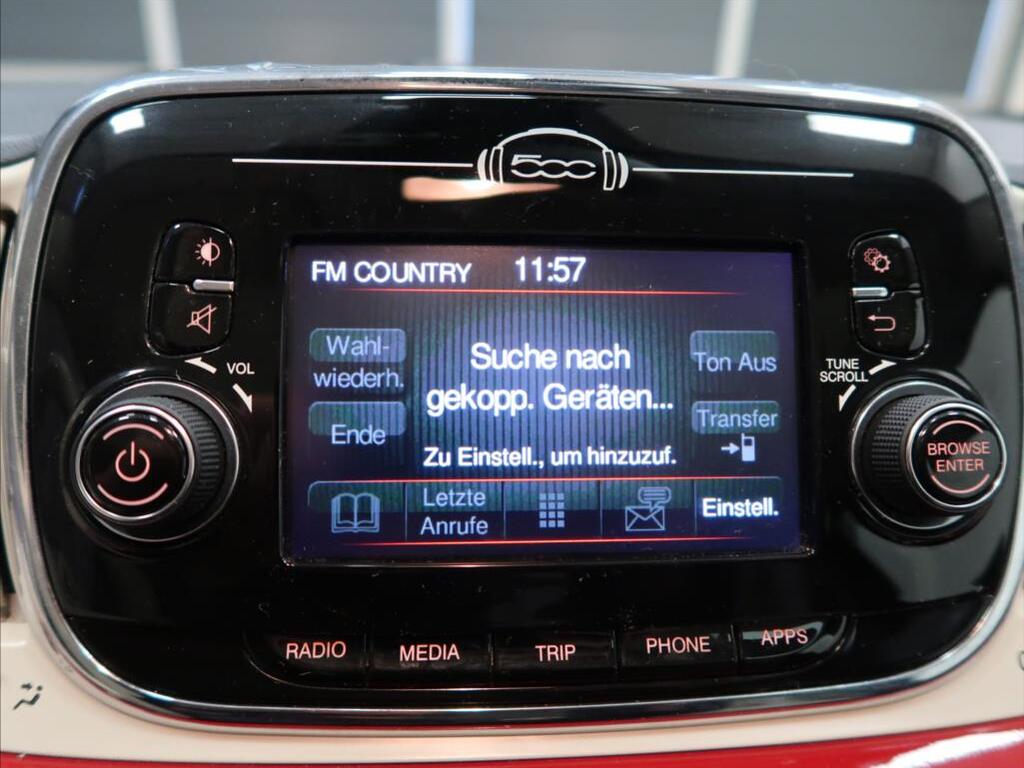 500
FM COUNTRY 11:57
Wahl-
wiederh.
Suche nach
gekopp. Geräten...
Ton Aus
Ende
Transfer
Zu Einstell., um hinzuzuf.
Letzte
Anrufe
Einstell.
VOL
TUNE
SCROLL
BROWSE
ENTER
RADIO MEDIA TRIP PHONE APPS